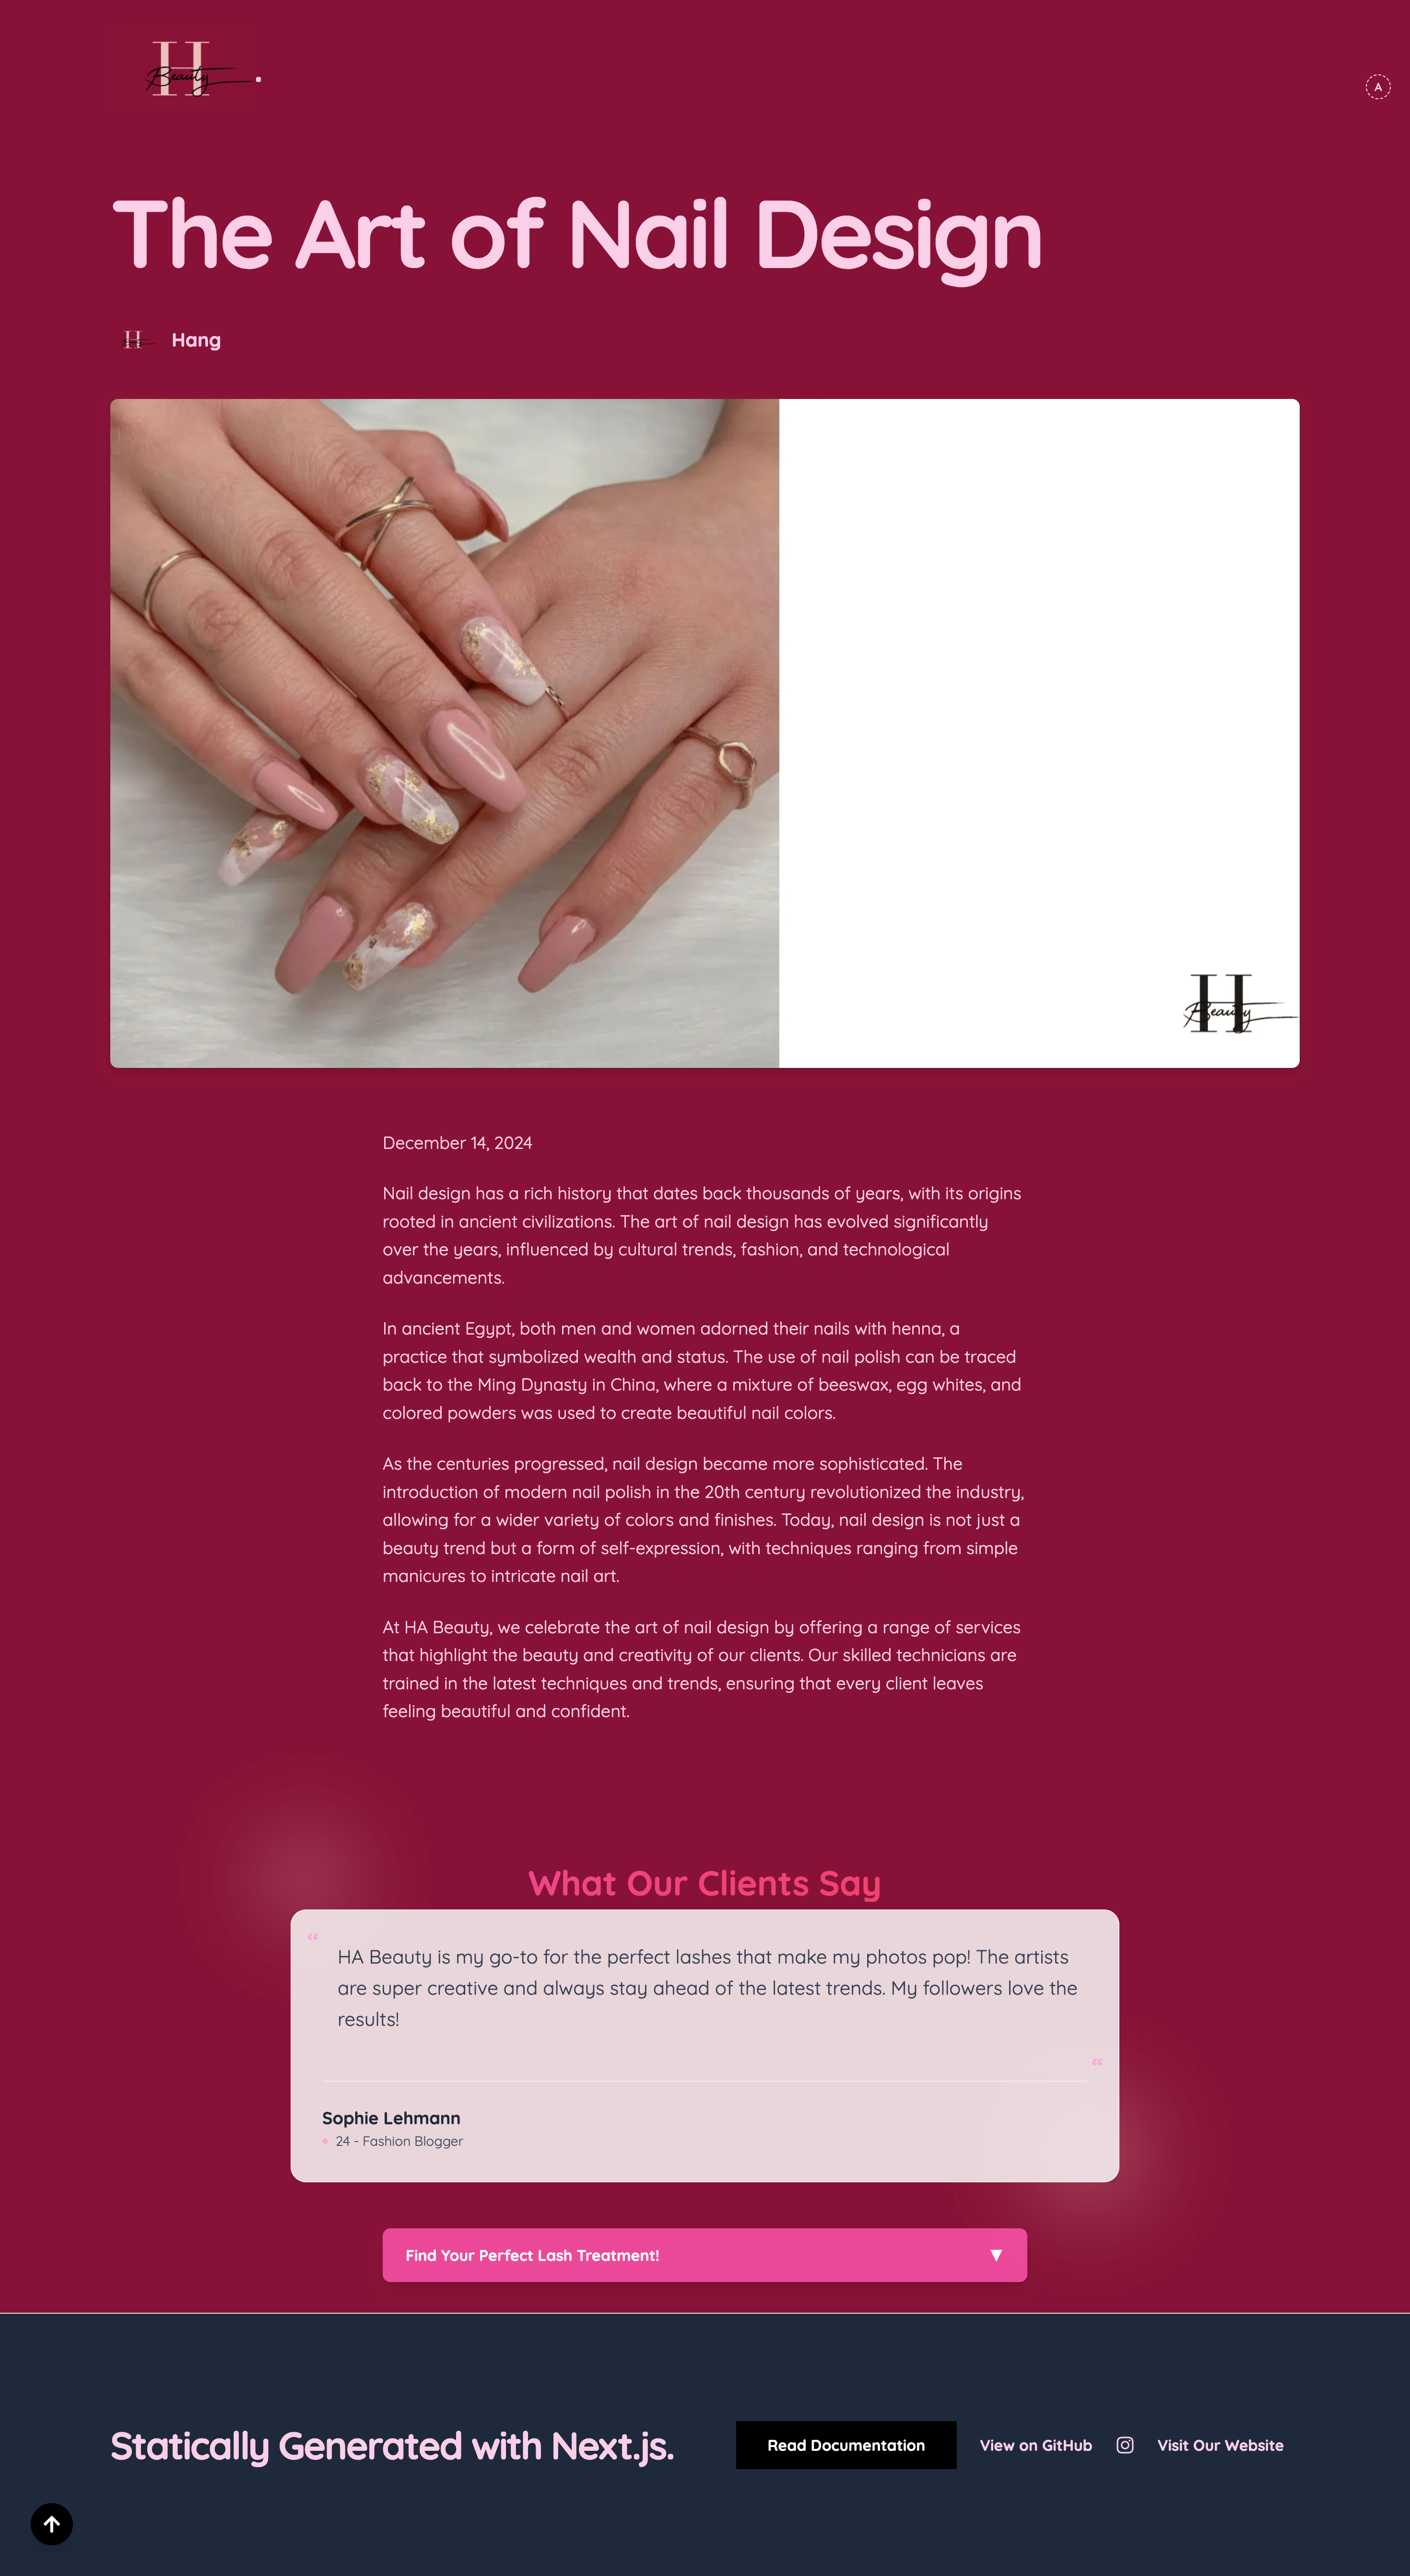 H
Beauty
A
The Art of Nail Design
H
Hang
H
Beauty
December 14, 2024
Nail design has a rich history that dates back thousands of years, with its origins
rooted in ancient civilizations. The art of nail design has evolved significantly
over the years, influenced by cultural trends, fashion, and technological
advancements.
In ancient Egypt, both men and women adorned their nails with henna, a
practice that symbolized wealth and status. The use of nail polish can be traced
back to the Ming Dynasty in China, where a mixture of beeswax, egg whites, and
colored powders was used to create beautiful nail colors.
As the centuries progressed, nail design became more sophisticated. The
introduction of modern nail polish in the 20th century revolutionized the industry,
allowing for a wider variety of colors and finishes. Today, nail design is not just a
beauty trend but a form of self-expression, with techniques ranging from simple
manicures to intricate nail art.
At HA Beauty, we celebrate the art of nail design by offering a range of services
that highlight the beauty and creativity of our clients. Our skilled technicians are
trained in the latest techniques and trends, ensuring that every client leaves
feeling beautiful and confident.
What Our Clients Say
“
HA Beauty is my go-to for the perfect lashes that make my photos pop! The artists
are super creative and always stay ahead of the latest trends. My followers love the
results!
“
Sophie Lehmann
24 - Fashion Blogger
Find Your Perfect Lash Treatment! ▼
Statically Generated with Next.js.
Read Documentation
View on GitHub
Visit Our Website